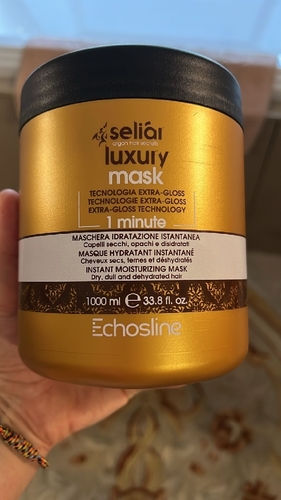 seliár
argan hair secrets
luxury
mask
TECNOLOGIA EXTRA-GLOSS
TECHNOLOGIE EXTRA-GLOSS
EXTRA-GLOSS TECHNOLOGY
1 minute
MASCHERA IDRATAZIONE ISTANTANEA
Capelli secchi, opachi e disidratati
MASQUE HYDRATANT INSTANTANÉ
Cheveux secs, ternes et déshydratés
INSTANT MOISTURIZING MASK
Dry, dull and dehydrated hair
1000 ml e 33.8 fl. oz.
Echosline